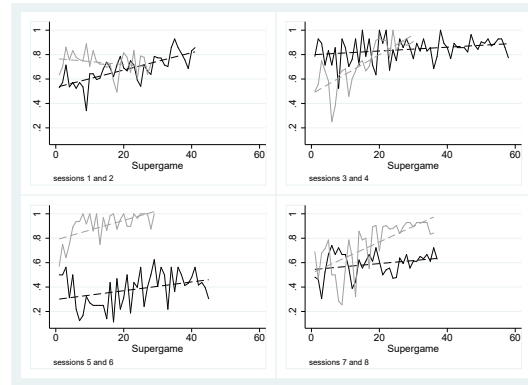 1
.8
.6
.4
.2
0 20 40 60
Supergame
sessions 1 and 2
1
.8
.6
.4
.2
0 20 40 60
Supergame
sessions 3 and 4
1
.8
.6
.4
.2
0 20 40 60
Supergame
sessions 5 and 6
1
.8
.6
.4
.2
0 20 40 60
Supergame
sessions 7 and 8